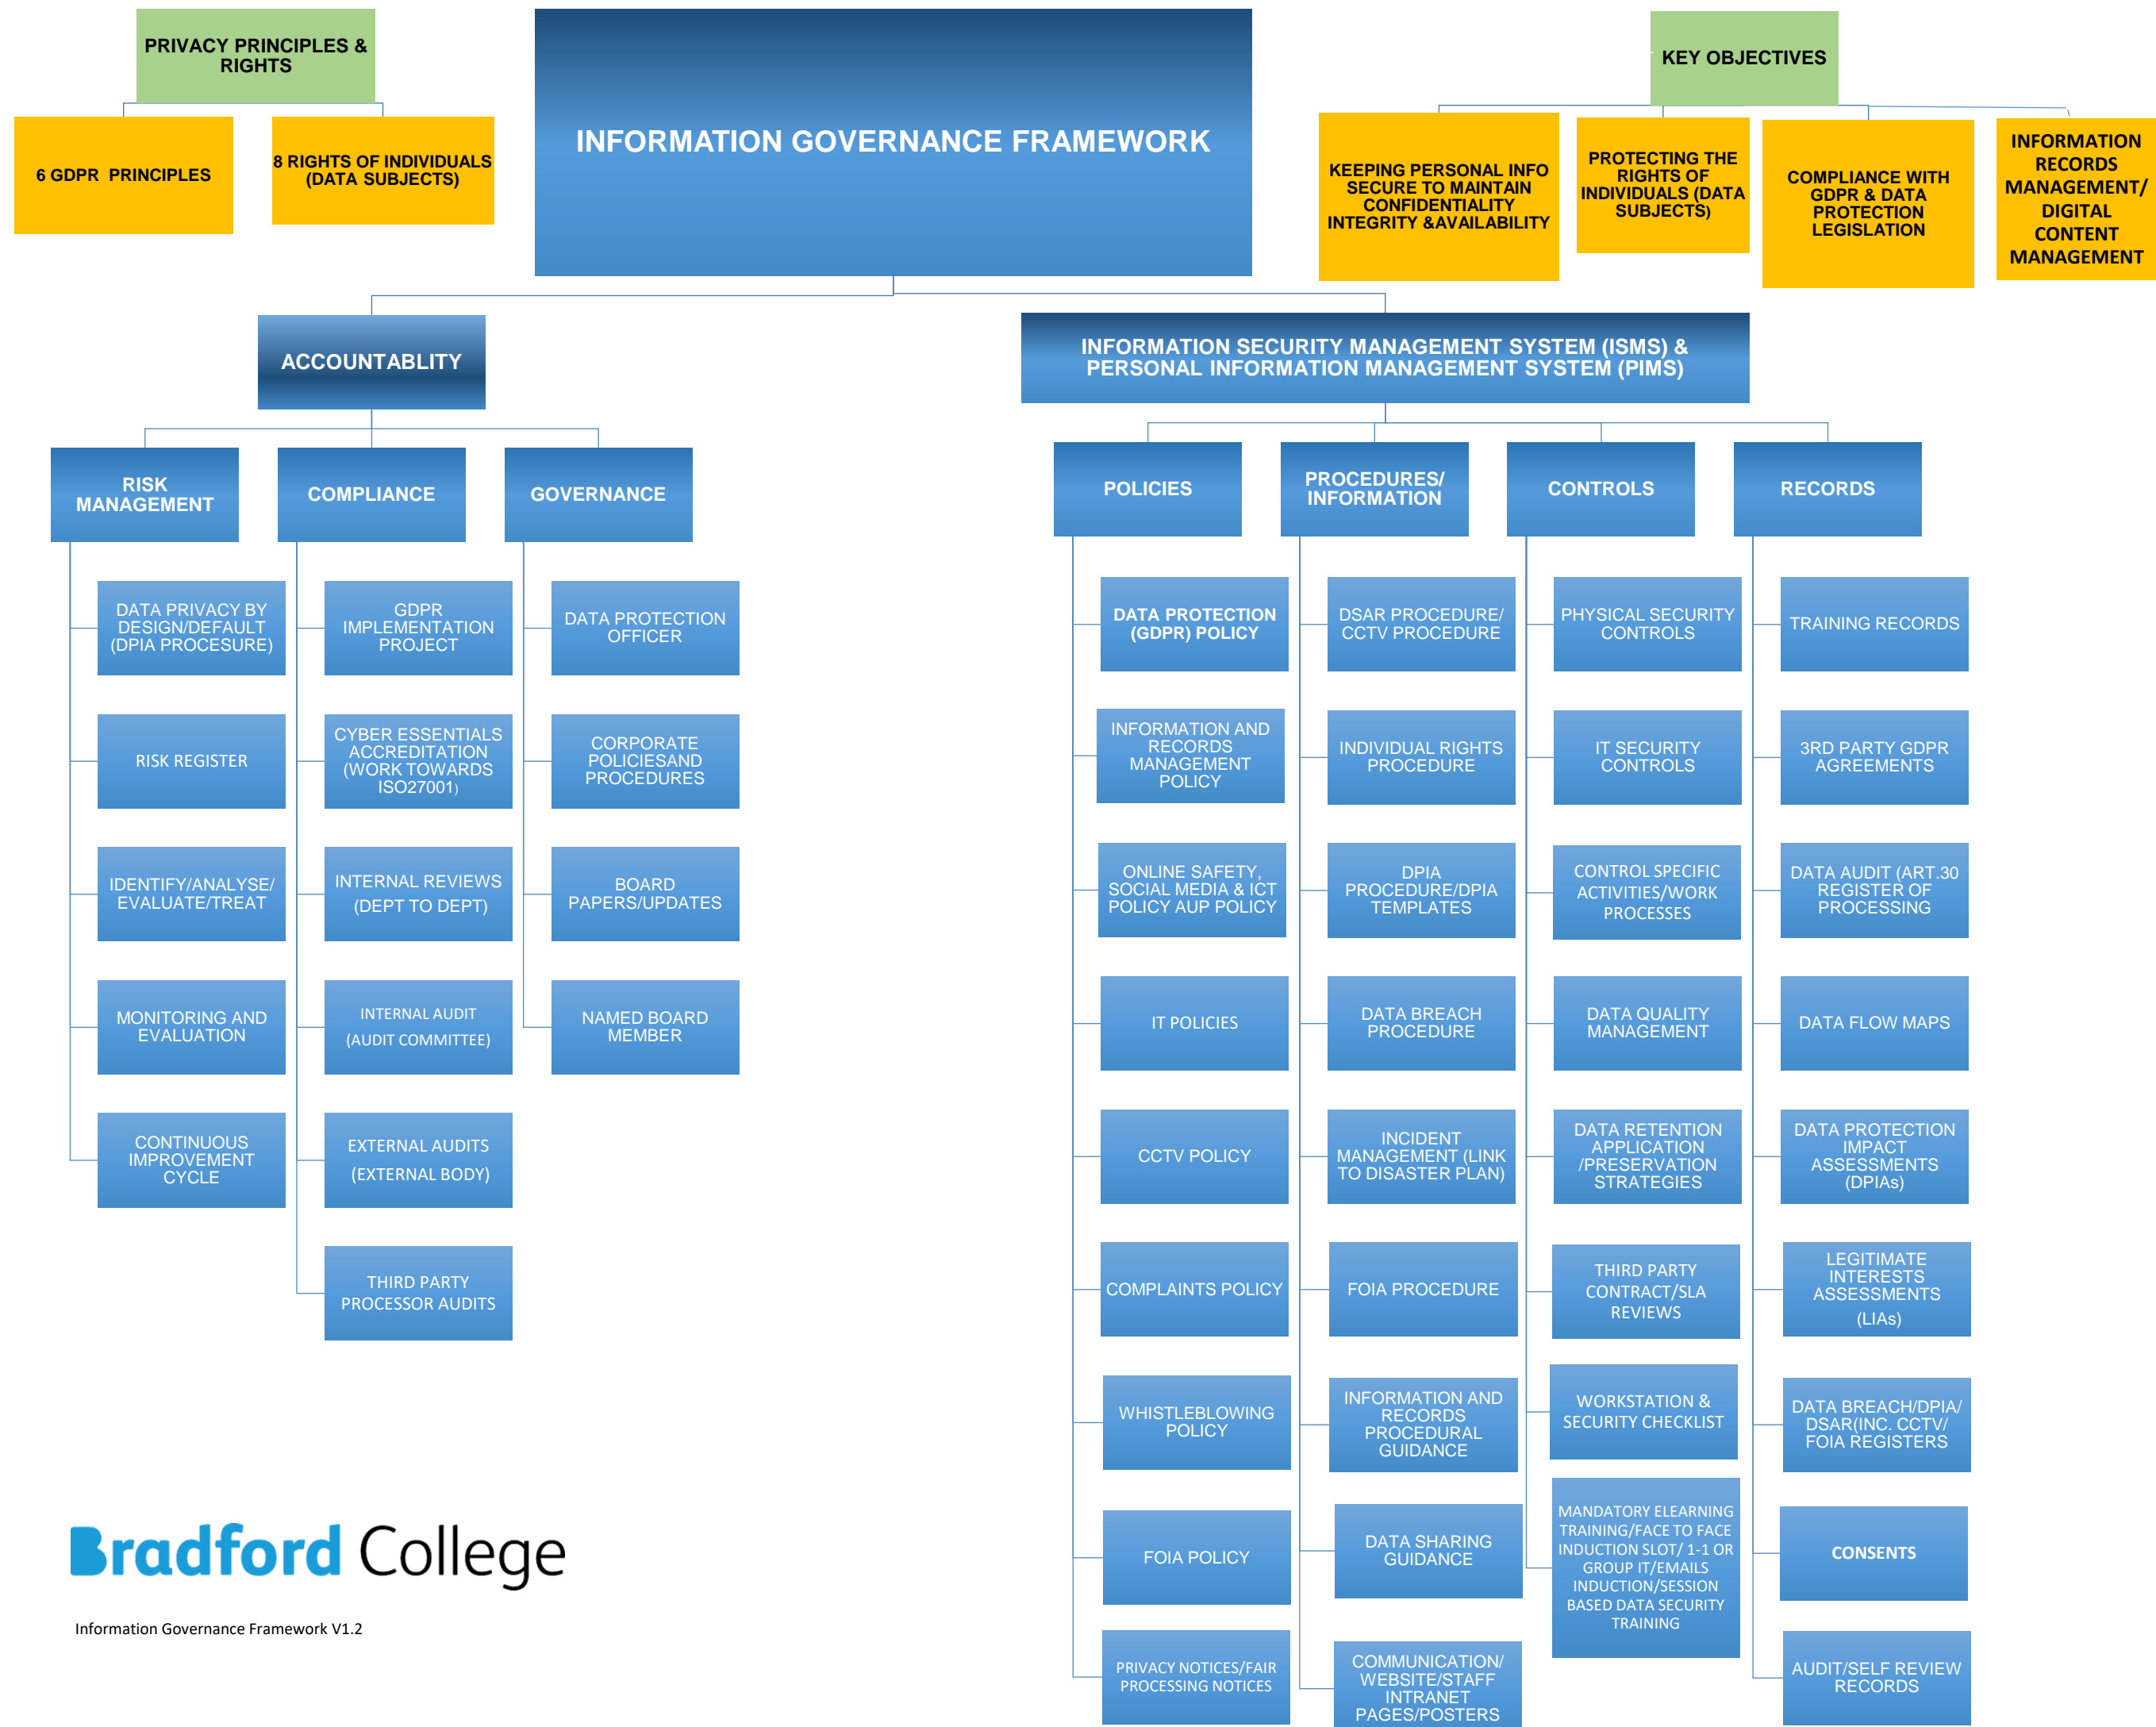 PRIVACY PRINCIPLES &
RIGHTS
6 GDPR PRINCIPLES
8 RIGHTS OF INDIVIDUALS
(DATA SUBJECTS)
INFORMATION GOVERNANCE FRAMEWORK
KEY OBJECTIVES
KEEPING PERSONAL INFO
SECURE TO MAINTAIN
CONFIDENTIALITY
INTEGRITY &AVAILABILITY
PROTECTING THE
RIGHTS OF
INDIVIDUALS (DATA
SUBJECTS)
COMPLIANCE WITH
GDPR & DATA
PROTECTION
LEGISLATION
INFORMATION
RECORDS
MANAGEMENT/
DIGITAL
CONTENT
MANAGEMENT
ACCOUNTABLITY
RISK
MANAGEMENT
DATA PRIVACY BY
DESIGN/DEFAULT
(DPIA PROCESURE)
RISK REGISTER
IDENTIFY/ANALYSE/
EVALUATE/TREAT
MONITORING AND
EVALUATION
CONTINUOUS
IMPROVEMENT
CYCLE
COMPLIANCE
GDPR
IMPLEMENTATION
PROJECT
CYBER ESSENTIALS
ACCREDITATION
(WORK TOWARDS
ISO27001)
INTERNAL REVIEWS
(DEPT TO DEPT)
INTERNAL AUDIT
(AUDIT COMMITTEE)
EXTERNAL AUDITS
(EXTERNAL BODY)
THIRD PARTY
PROCESSOR AUDITS
GOVERNANCE
DATA PROTECTION
OFFICER
CORPORATE
POLICIESAND
PROCEDURES
BOARD
PAPERS/UPDATES
NAMED BOARD
MEMBER
INFORMATION SECURITY MANAGEMENT SYSTEM (ISMS) &
PERSONAL INFORMATION MANAGEMENT SYSTEM (PIMS)
POLICIES
DATA PROTECTION
(GDPR) POLICY
INFORMATION AND
RECORDS
MANAGEMENT
POLICY
ONLINE SAFETY,
SOCIAL MEDIA & ICT
POLICY AUP POLICY
IT POLICIES
CCTV POLICY
COMPLAINTS POLICY
WHISTLEBLOWING
POLICY
FOIA POLICY
PRIVACY NOTICES/FAIR
PROCESSING NOTICES
PROCEDURES/
INFORMATION
DSAR PROCEDURE/
CCTV PROCEDURE
INDIVIDUAL RIGHTS
PROCEDURE
DPIA
PROCEDURE/DPIA
TEMPLATES
DATA BREACH
PROCEDURE
INCIDENT
MANAGEMENT (LINK
TO DISASTER PLAN)
FOIA PROCEDURE
INFORMATION AND
RECORDS
PROCEDURAL
GUIDANCE
DATA SHARING
GUIDANCE
COMMUNICATION/
WEBSITE/STAFF
INTRANET
PAGES/POSTERS
CONTROLS
PHYSICAL SECURITY
CONTROLS
IT SECURITY
CONTROLS
CONTROL SPECIFIC
ACTIVITIES/WORK
PROCESSES
DATA QUALITY
MANAGEMENT
DATA RETENTION
APPLICATION
/PRESERVATION
STRATEGIES
THIRD PARTY
CONTRACT/SLA
REVIEWS
WORKSTATION &
SECURITY CHECKLIST
MANDATORY ELEARNING
TRAINING/FACE TO FACE
INDUCTION SLOT/ 1-1 OR
GROUP IT/EMAILS
INDUCTION/SESSION
BASED DATA SECURITY
TRAINING
RECORDS
TRAINING RECORDS
3RD PARTY GDPR
AGREEMENTS
DATA AUDIT (ART.30
REGISTER OF
PROCESSING
DATA FLOW MAPS
DATA PROTECTION
IMPACT
ASSESSMENTS
(DPIAs)
LEGITIMATE
INTERESTS
ASSESSMENTS
(LIAs)
DATA BREACH/DPIA/
DSAR(INC. CCTV/
FOIA REGISTERS
CONSENTS
AUDIT/SELF REVIEW
RECORDS
Bradford College
Information Governance Framework V1.2